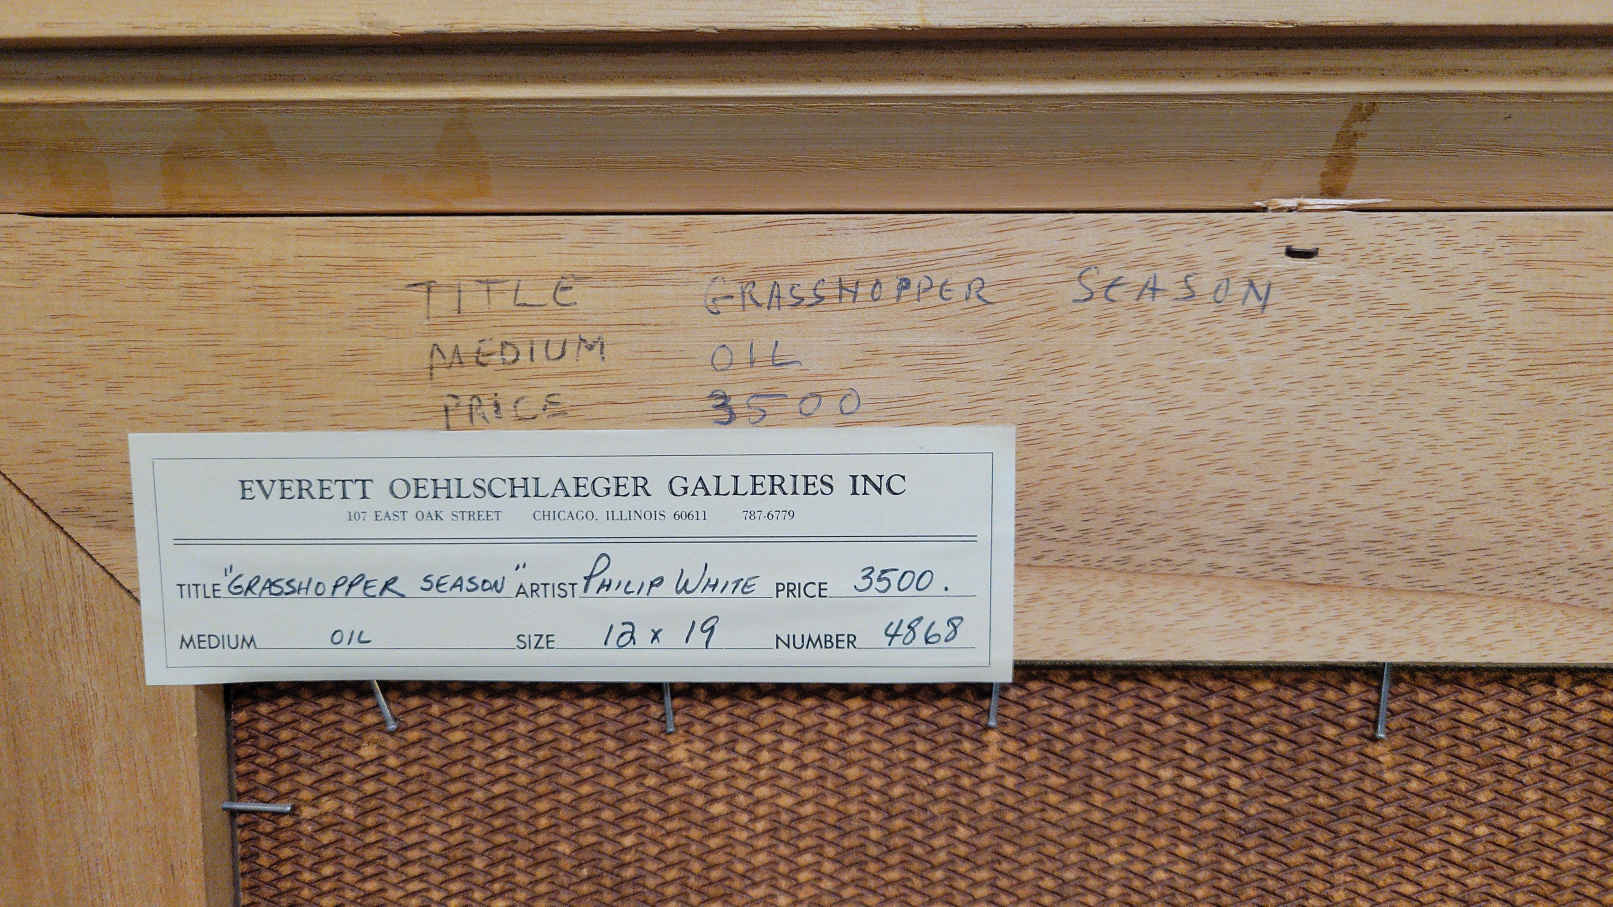 TITLE GRASSHOPPER SEASON
MEDIUM OIL
PRICE 3500
EVERETT OEHLSCHLAEGER GALLERIES INC
107 EAST OAK STREET CHICAGO, ILLINOIS 60611 787-6779
TITLE "GRASSHOPPER SEASON" ARTIST PHILIP WHITE PRICE 3500.
MEDIUM OIL SIZE 12 x 19 NUMBER 4868